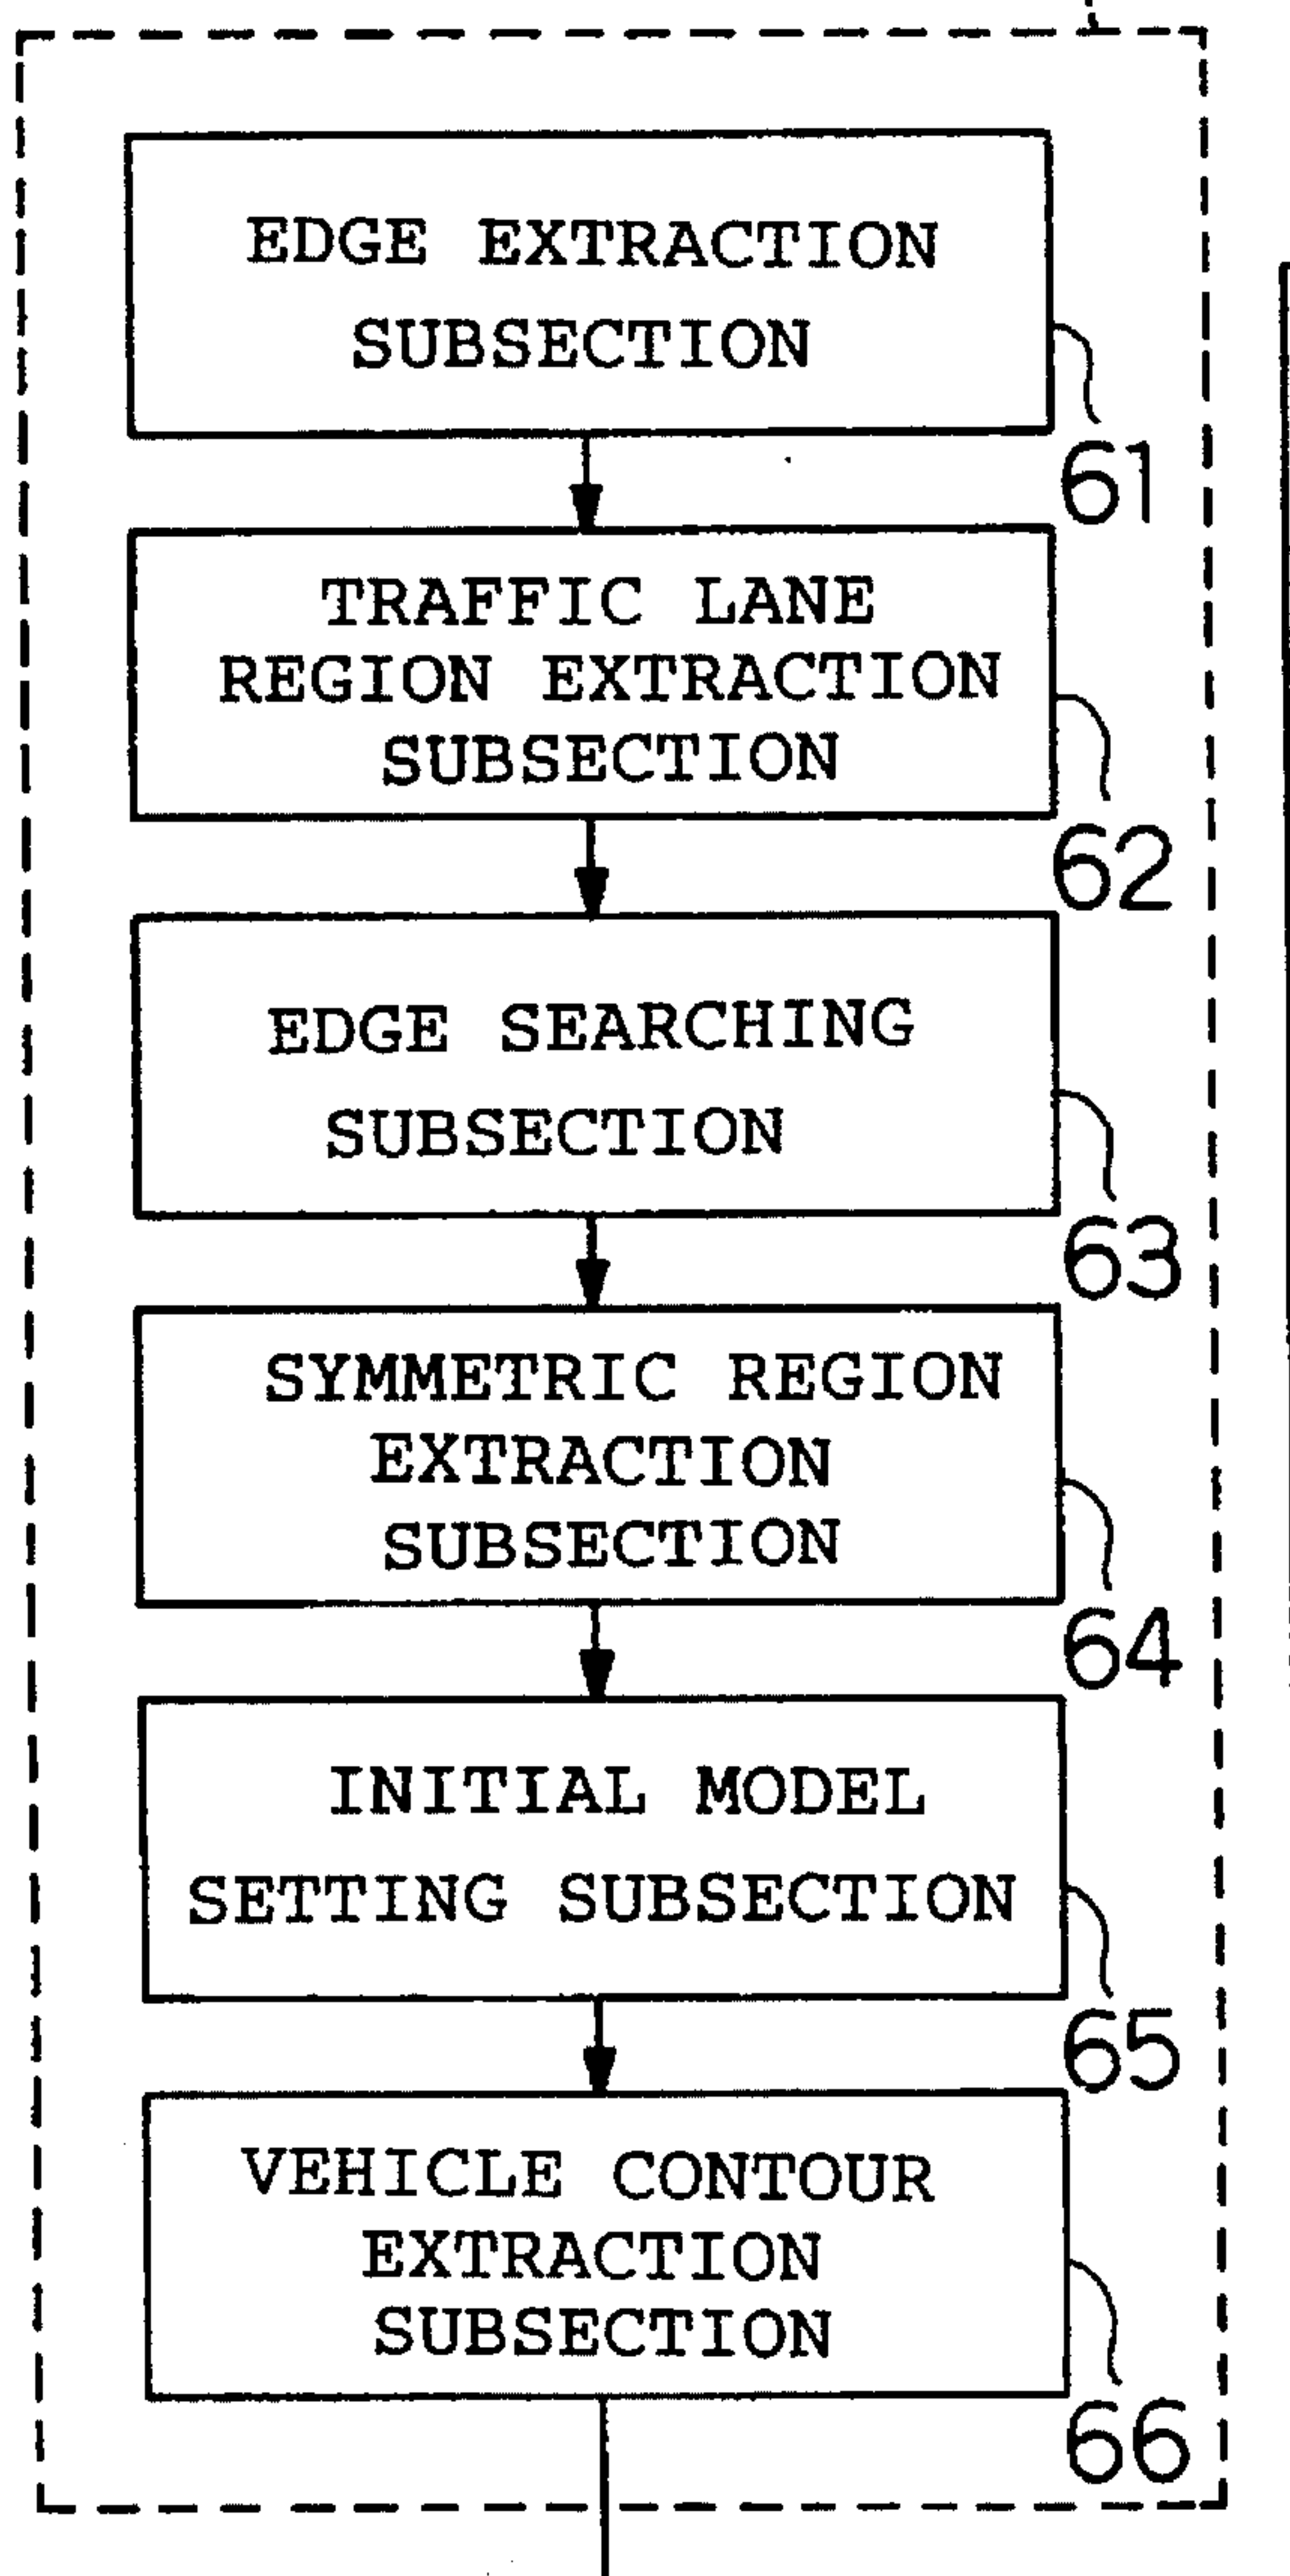 EDGE EXTRACTION
SUBSECTION
61
TRAFFIC LANE
REGION EXTRACTION
SUBSECTION
62
EDGE SEARCHING
SUBSECTION
63
SYMMETRIC REGION
EXTRACTION
SUBSECTION
64
INITIAL MODEL
SETTING SUBSECTION
65
VEHICLE CONTOUR
EXTRACTION
SUBSECTION
66